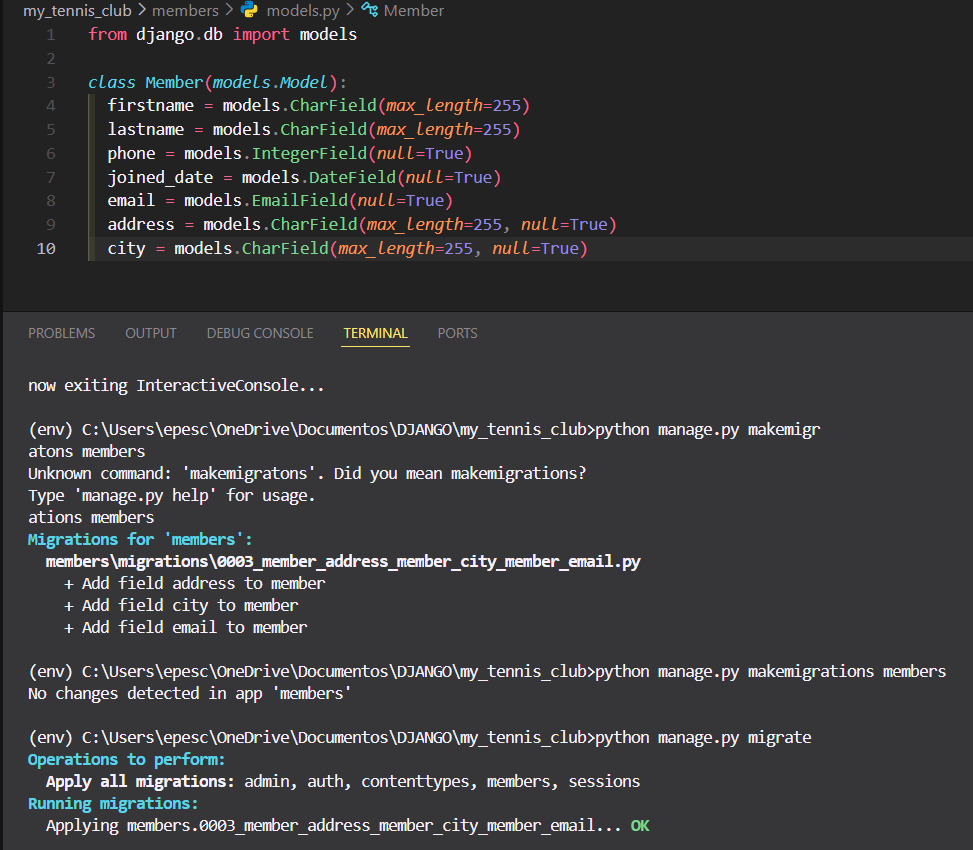 my_tennis_club > members > models.py > Member
1 from django.db import models
2
3 class Member(models.Model):
4 firstname = models.CharField(max_length=255)
5 lastname = models.CharField(max_length=255)
6 phone = models.IntegerField(null=True)
7 joined_date = models.DateField(null=True)
8 email = models.EmailField(null=True)
9 address = models.CharField(max_length=255, null=True)
10 city = models.CharField(max_length=255, null=True)
PROBLEMS OUTPUT DEBUG CONSOLE TERMINAL PORTS
now exiting InteractiveConsole...
(env) C:\Users\epesc\OneDrive\Documentos\DJANGO\my_tennis_club>python manage.py makemigr
atons members
Unknown command: 'makemigratons'. Did you mean makemigrations?
Type 'manage.py help' for usage.
ations members
Migrations for 'members':
members\migrations\0003_member_address_member_city_member_email.py
+ Add field address to member
+ Add field city to member
+ Add field email to member
(env) C:\Users\epesc\OneDrive\Documentos\DJANGO\my_tennis_club>python manage.py makemigrations members
No changes detected in app 'members'
(env) C:\Users\epesc\OneDrive\Documentos\DJANGO\my_tennis_club>python manage.py migrate
Operations to perform:
Apply all migrations: admin, auth, contenttypes, members, sessions
Running migrations:
Applying members.0003_member_address_member_city_member_email... OK